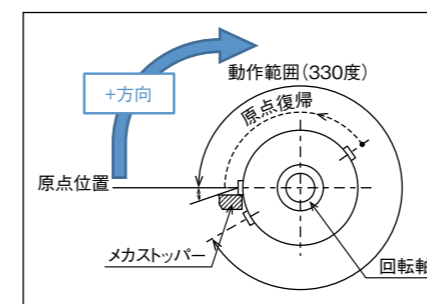 動作範囲(330度)
+方向
原点復帰
原点位置
メカストッパー
回転軸